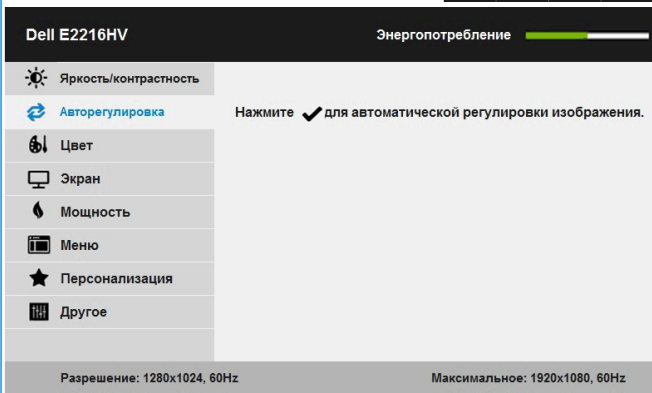 Dell E2216HV
Энергопотребление
Яркость/контрастность
Авторегулировка
Нажмите ✓ для автоматической регулировки изображения.
Цвет
Экран
Мощность
Меню
Персонализация
Другое
Разрешение: 1280x1024, 60Hz
Максимальное: 1920x1080, 60Hz